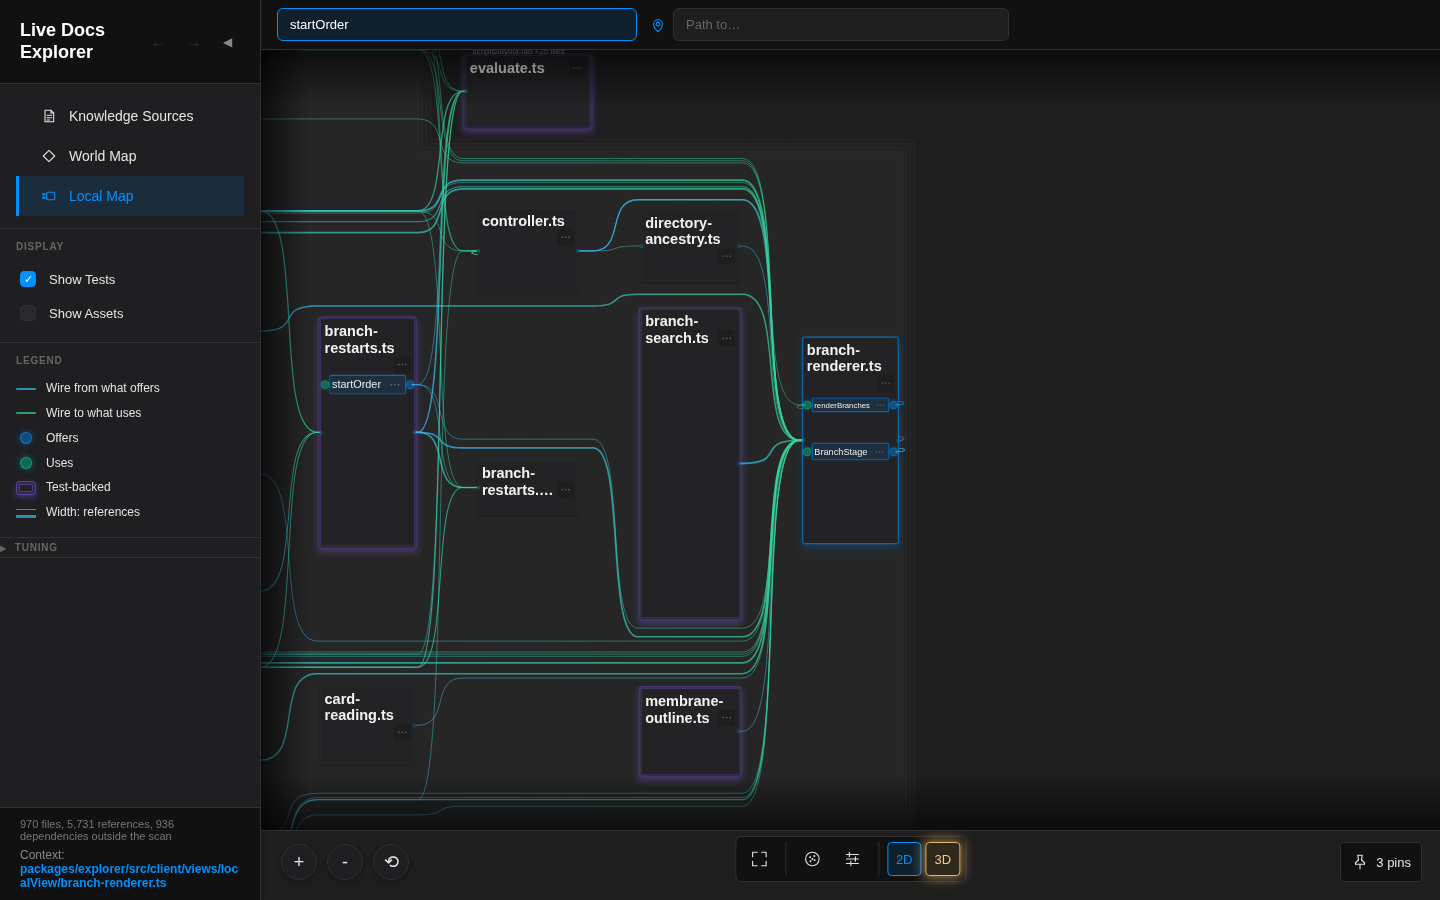 Live Docs
Explorer
← → ◀
startOrder
Path to…
Knowledge Sources
World Map
Local Map
DISPLAY
Show Tests
Show Assets
LEGEND
Wire from what offers
Wire to what uses
Offers
Uses
Test-backed
Width: references
TUNING
970 files, 5,731 references, 936
dependencies outside the scan
Context:
packages/explorer/src/client/views/loc
alView/branch-renderer.ts
evaluate.ts
controller.ts
directory-
ancestry.ts
branch-
restarts.ts
startOrder
branch-
search.ts
branch-
renderer.ts
renderBranches
BranchStage
branch-
restarts.…
card-
reading.ts
membrane-
outline.ts
+
-
⟲
2D
3D
3 pins